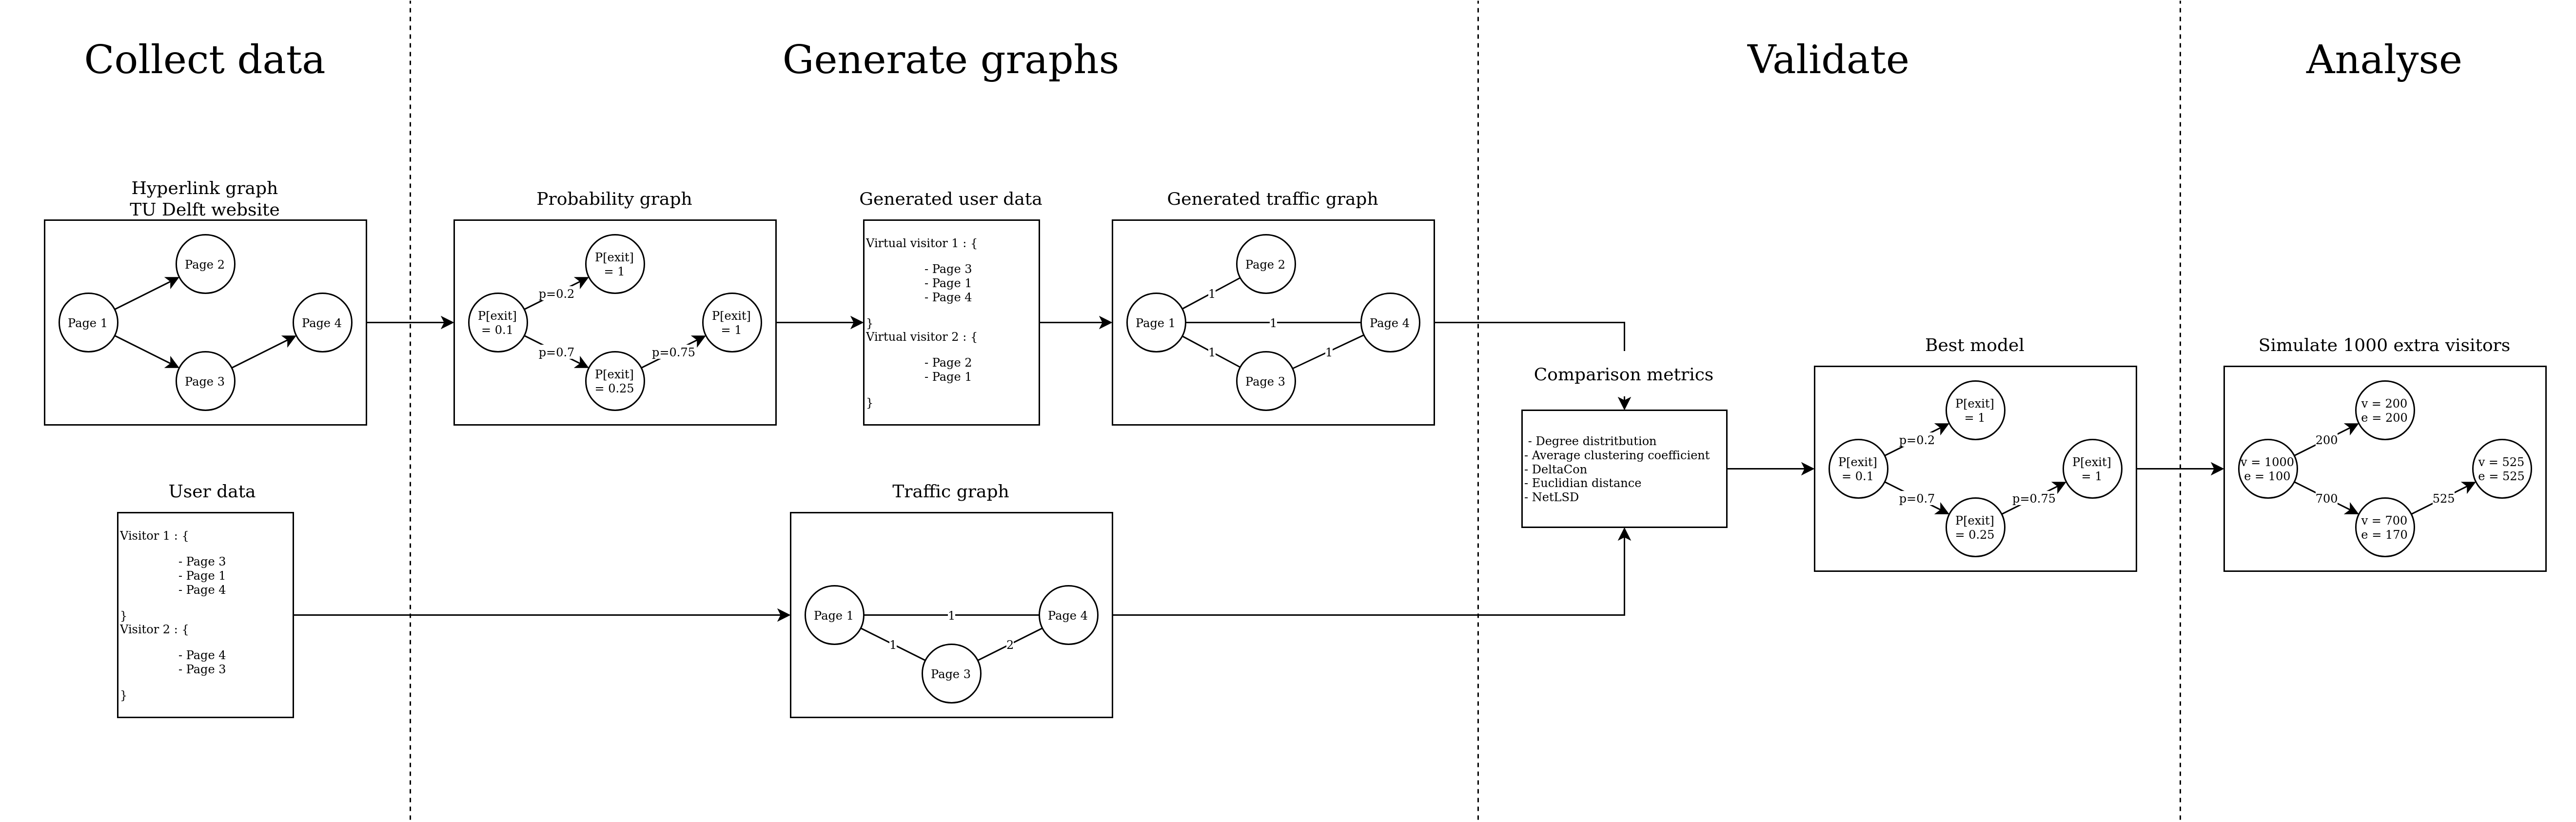 Collect data
Generate graphs
Validate
Analyse
Hyperlink graph
TU Delft website
Page 1
Page 2
Page 3
Page 4
Probability graph
P[exit]
= 0.1
p=0.2
P[exit]
= 1
p=0.7
P[exit]
= 0.25
p=0.75
P[exit]
= 1
Generated user data
Virtual visitor 1 : {
- Page 3
- Page 1
- Page 4
}
Virtual visitor 2 : {
- Page 2
- Page 1
}
Generated traffic graph
Page 1
1
Page 2
1
Page 4
1
Page 3
1
User data
Visitor 1 : {
- Page 3
- Page 1
- Page 4
}
Visitor 2 : {
- Page 4
- Page 3
}
Traffic graph
Page 1
1
Page 4
1
Page 3
2
Comparison metrics
- Degree distritbution
- Average clustering coefficient
- DeltaCon
- Euclidian distance
- NetLSD
Best model
P[exit]
= 0.1
p=0.2
P[exit]
= 1
p=0.7
P[exit]
= 0.25
p=0.75
P[exit]
= 1
Simulate 1000 extra visitors
v = 1000
e = 100
200
v = 200
e = 200
700
v = 700
e = 170
525
v = 525
e = 525